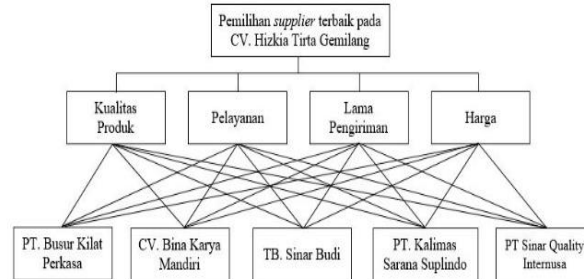 Pemilihan supplier terbaik pada
CV. Hizkia Tirta Gemilang
Kualitas
Produk
Pelayanan
Lama
Pengiriman
Harga
PT. Busur Kilat
Perkasa
CV. Bina Karya
Mandiri
TB. Sinar Budi
PT. Kalimas
Sarana Suplindo
PT Sinar Quality
Internusa